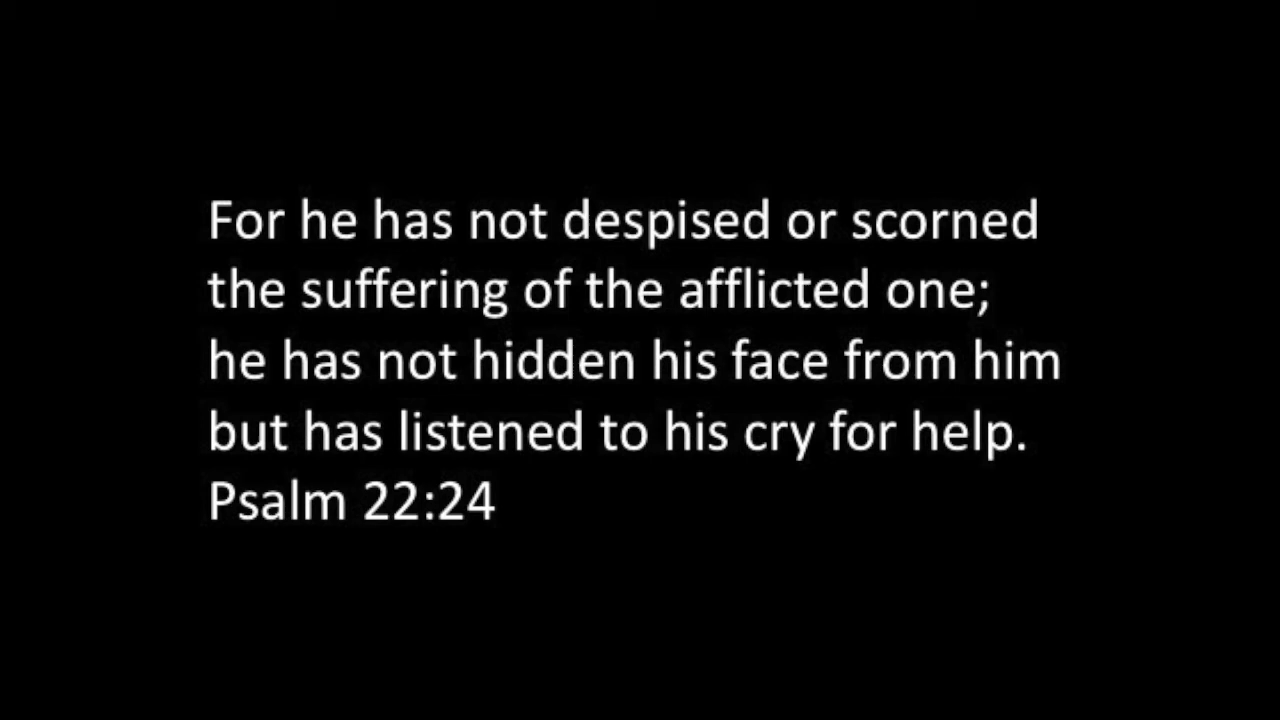 For he has not despised or scorned
the suffering of the afflicted one;
he has not hidden his face from him
but has listened to his cry for help.
Psalm 22:24